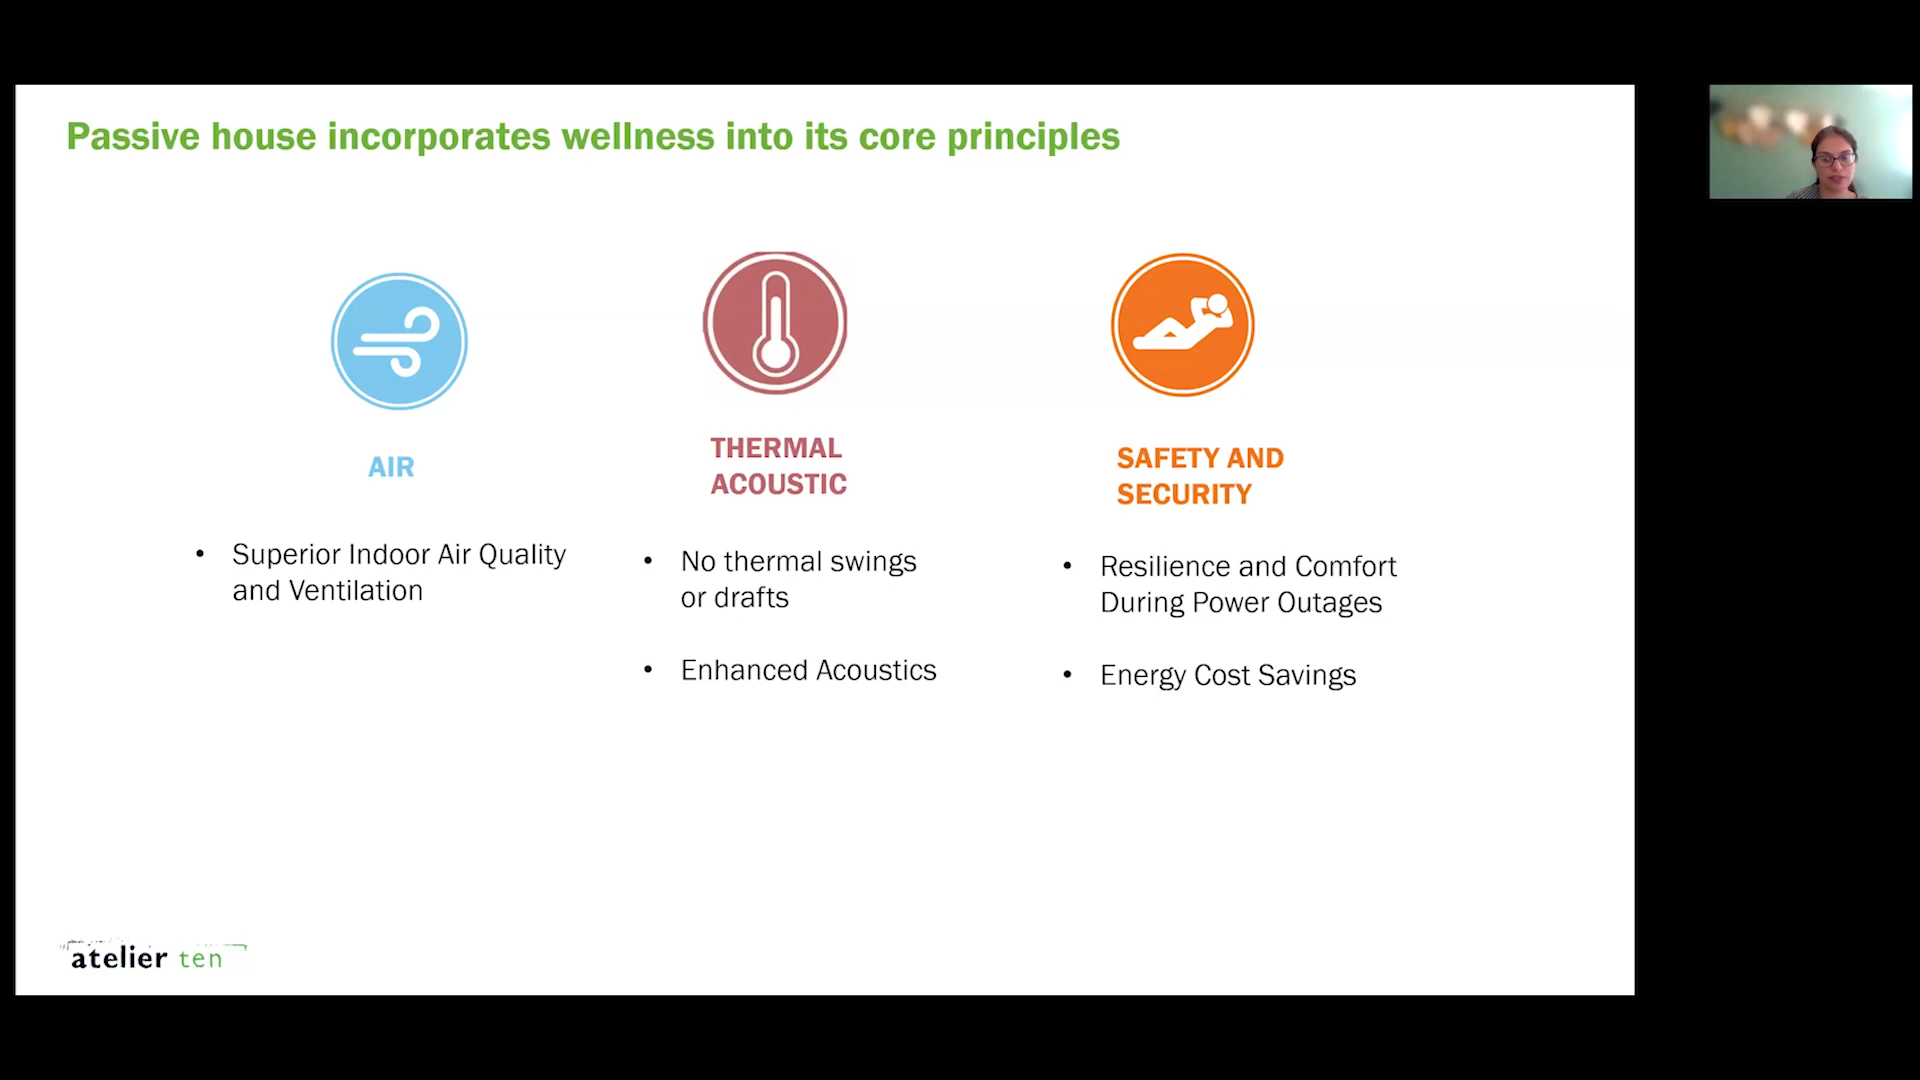 Passive house incorporates wellness into its core principles
AIR
• Superior Indoor Air Quality
and Ventilation
THERMAL
ACOUSTIC
• No thermal swings
or drafts
• Enhanced Acoustics
SAFETY AND
SECURITY
• Resilience and Comfort
During Power Outages
• Energy Cost Savings
atelier ten